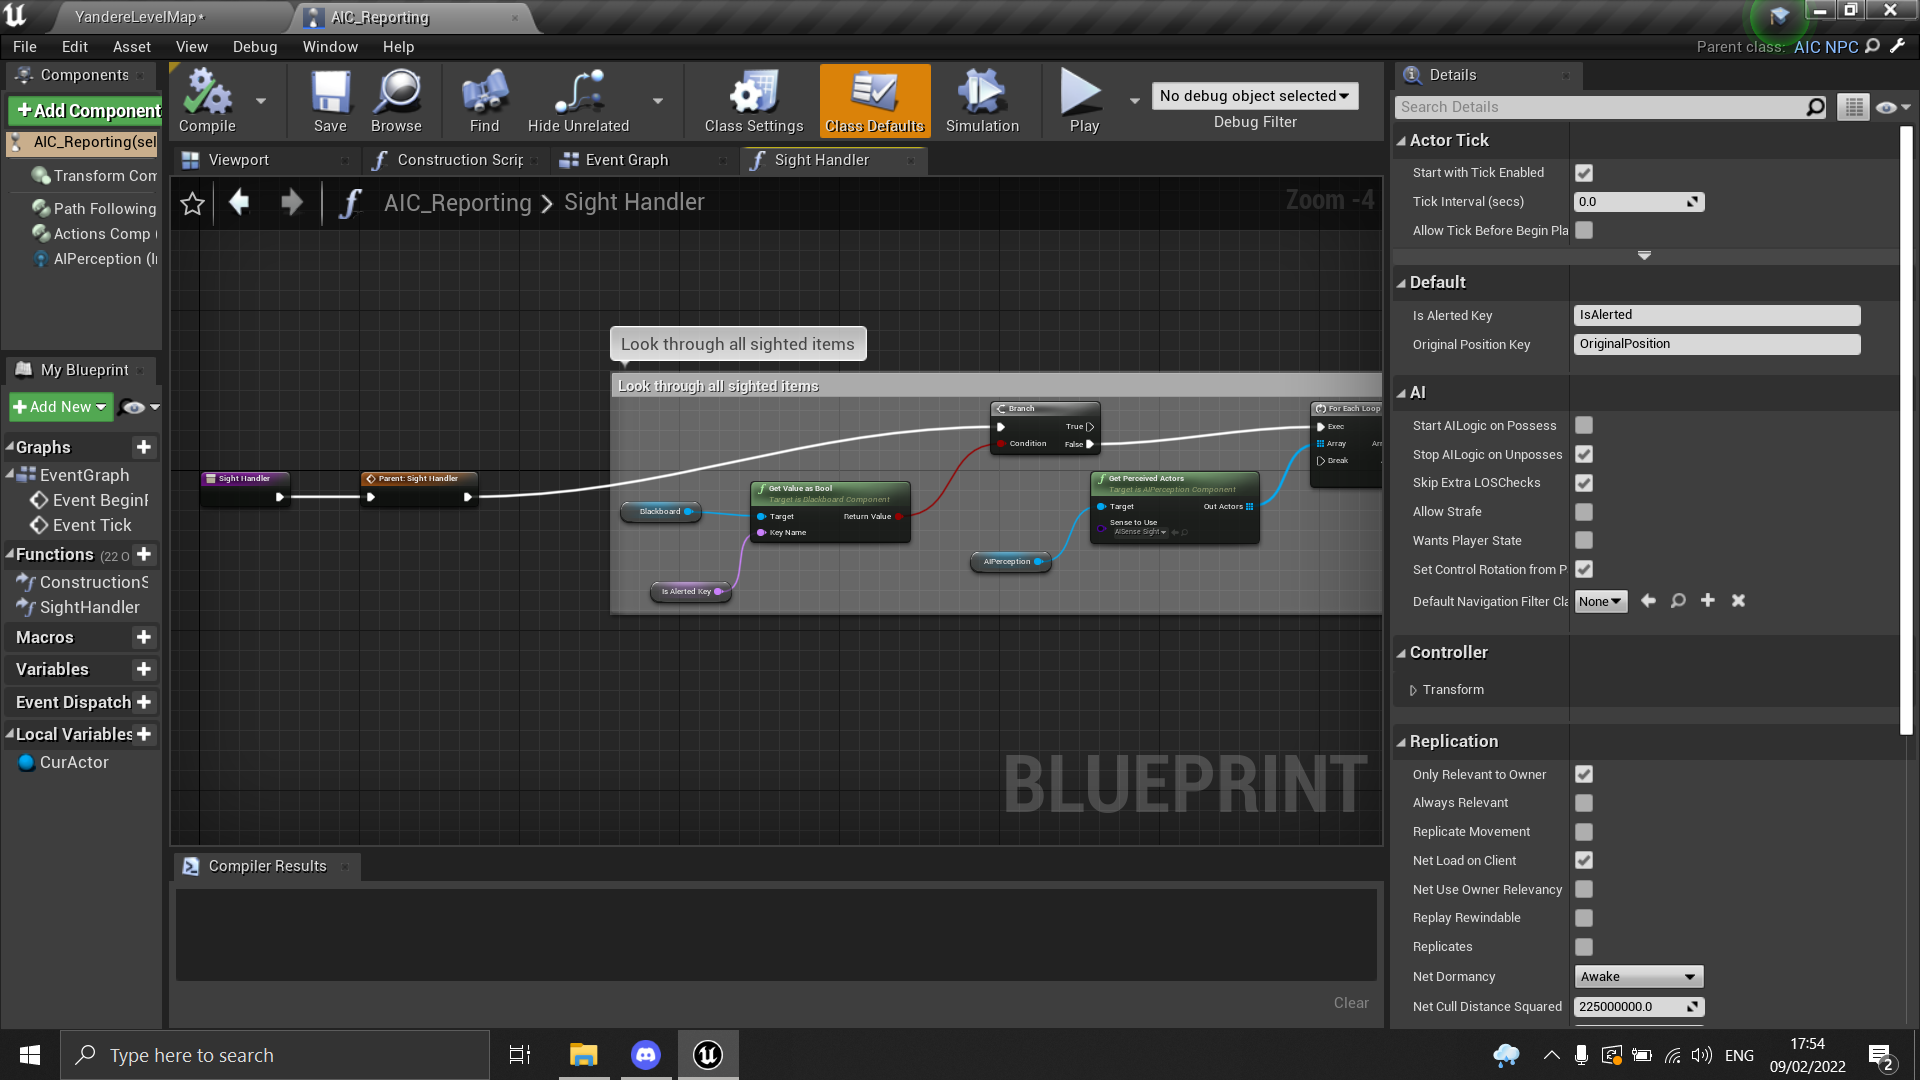 YandereLevelMap*
AIC_Reporting
File Edit Asset View Debug Window Help
Parent class: AIC NPC
Components
+Add Component
AIC_Reporting(sel
Transform Com
Path Following
Actions Comp (
AIPerception (I
Compile
Save
Browse
Find
Hide Unrelated
Class Settings
Class Defaults
Simulation
Play
No debug object selected
Debug Filter
Viewport
Construction Scrip
Event Graph
Sight Handler
AIC_Reporting > Sight Handler
Zoom -4
Look through all sighted items
Look through all sighted items
Sight Handler
Parent: Sight Handler
Blackboard
Is Alerted Key
Get Value as Bool
Target is Blackboard Component
Target
Return Value
Key Name
Branch
True
Condition
False
AIPerception
Get Perceived Actors
Target is AIPerception Component
Target
Out Actors
Sense to Use
AISense Sight
For Each Loop
Exec
Array
Break
BLUEPRINT
My Blueprint
+Add New
Graphs
EventGraph
Event BeginP
Event Tick
Functions (22 O
ConstructionS
SightHandler
Macros
Variables
Event Dispatch
Local Variables
CurActor
Compiler Results
Clear
Details
Search Details
Actor Tick
Start with Tick Enabled
Tick Interval (secs) 0.0
Allow Tick Before Begin Pla
Default
Is Alerted Key IsAlerted
Original Position Key OriginalPosition
AI
Start AILogic on Possess
Stop AILogic on Unposses
Skip Extra LOSChecks
Allow Strafe
Wants Player State
Set Control Rotation from P
Default Navigation Filter Cla None
Controller
Transform
Replication
Only Relevant to Owner
Always Relevant
Replicate Movement
Net Load on Client
Net Use Owner Relevancy
Replay Rewindable
Replicates
Net Dormancy Awake
Net Cull Distance Squared 225000000.0
Type here to search
ENG
17:54
09/02/2022
2